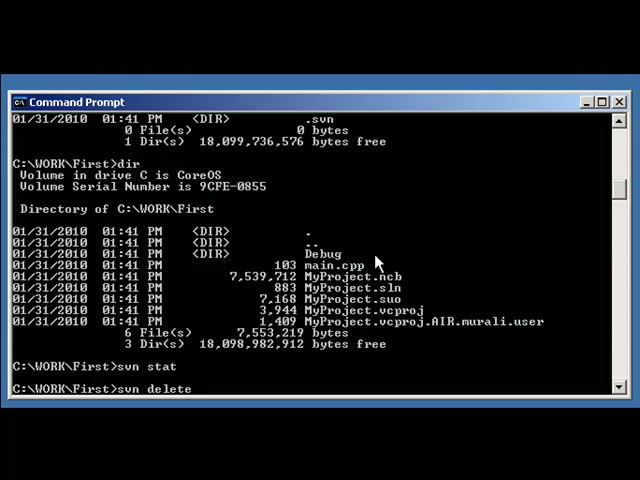 Command Prompt
01/31/2010  01:41 PM    <DIR>          .svn
               0 File(s)              0 bytes
               1 Dir(s)  18,099,736,576 bytes free
C:\WORK\First>dir
 Volume in drive C is CoreOS
 Volume Serial Number is 9CFE-0855
 Directory of C:\WORK\First
01/31/2010  01:41 PM    <DIR>          .
01/31/2010  01:41 PM    <DIR>          ..
01/31/2010  01:41 PM    <DIR>          Debug
01/31/2010  01:41 PM               103 main.cpp
01/31/2010  01:41 PM         7,539,712 MyProject.ncb
01/31/2010  01:41 PM               883 MyProject.sln
01/31/2010  01:41 PM             7,168 MyProject.suo
01/31/2010  01:41 PM             3,944 MyProject.vcproj
01/31/2010  01:41 PM             1,409 MyProject.vcproj.AIR.murali.user
               6 File(s)      7,553,219 bytes
               3 Dir(s)  18,098,982,912 bytes free
C:\WORK\First>svn stat
C:\WORK\First>svn delete